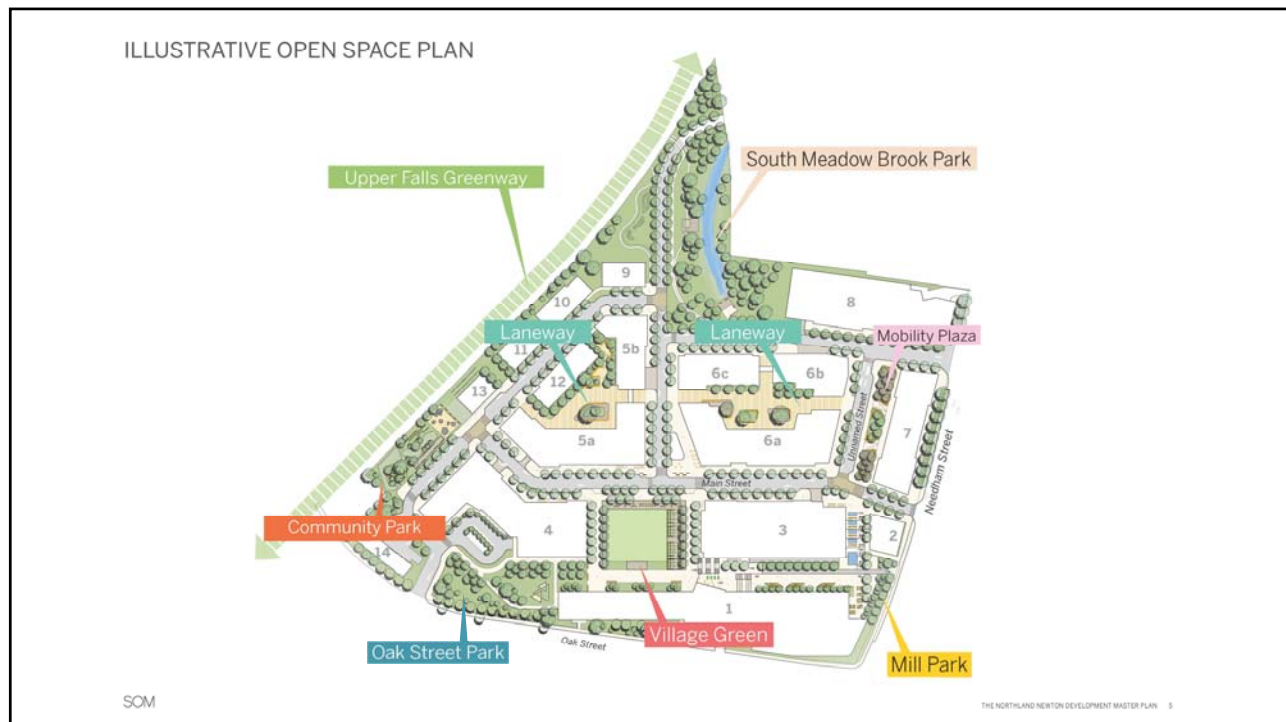 ILLUSTRATIVE OPEN SPACE PLAN
South Meadow Brook Park
Upper Falls Greenway
9
10
8
Laneway
Laneway
Mobility Plaza
11
5b
12
6c
6b
13
7
Unnamed Street
5a
6a
Needham Street
Main Street
Community Park
4
3
2
14
1
Village Green
Oak Street
Oak Street Park
Mill Park
SOM
THE NORTHLAND NEWTON DEVELOPMENT MASTER PLAN 5